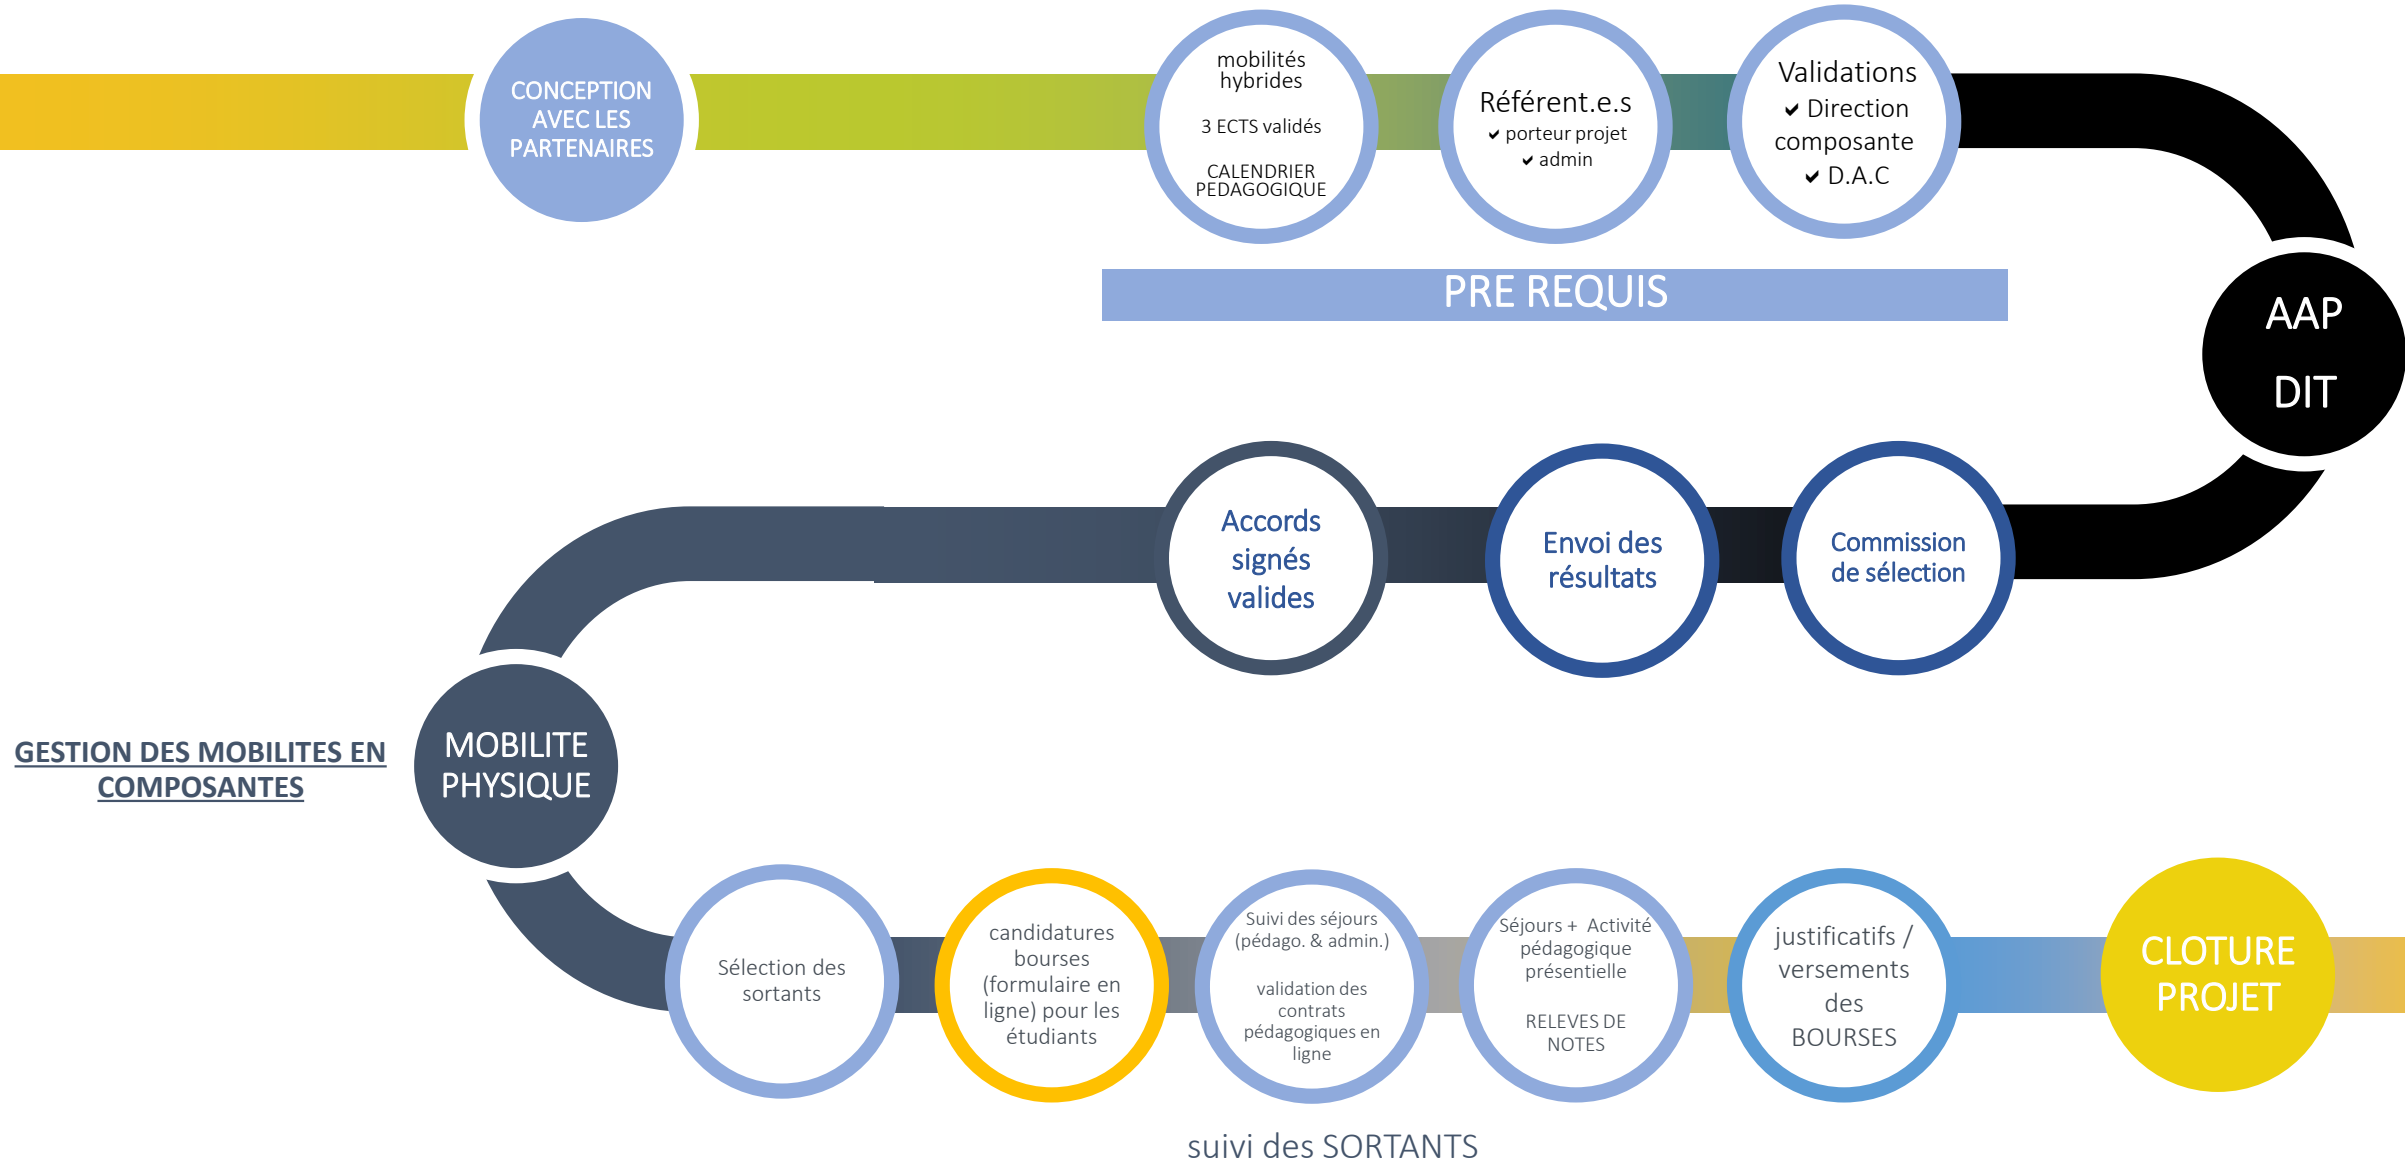 CONCEPTION
AVEC LES
PARTENAIRES
mobilités
hybrides
3 ECTS validés
CALENDRIER
PEDAGOGIQUE
Référent.e.s
✔ porteur projet
✔ admin
Validations
✔ Direction
composante
✔ D.A.C
PRE REQUIS
AAP
DIT
Commission
de sélection
Envoi des
résultats
Accords
signés
valides
GESTION DES MOBILITES EN
COMPOSANTES
MOBILITE
PHYSIQUE
Sélection des
sortants
candidatures
bourses
(formulaire en
ligne) pour les
étudiants
Suivi des séjours
(pédago. & admin.)
validation des
contrats
pédagogiques en
ligne
Séjours + Activité
pédagogique
présentielle
RELEVES DE
NOTES
justificatifs /
versements
des
BOURSES
CLOTURE
PROJET
suivi des SORTANTS